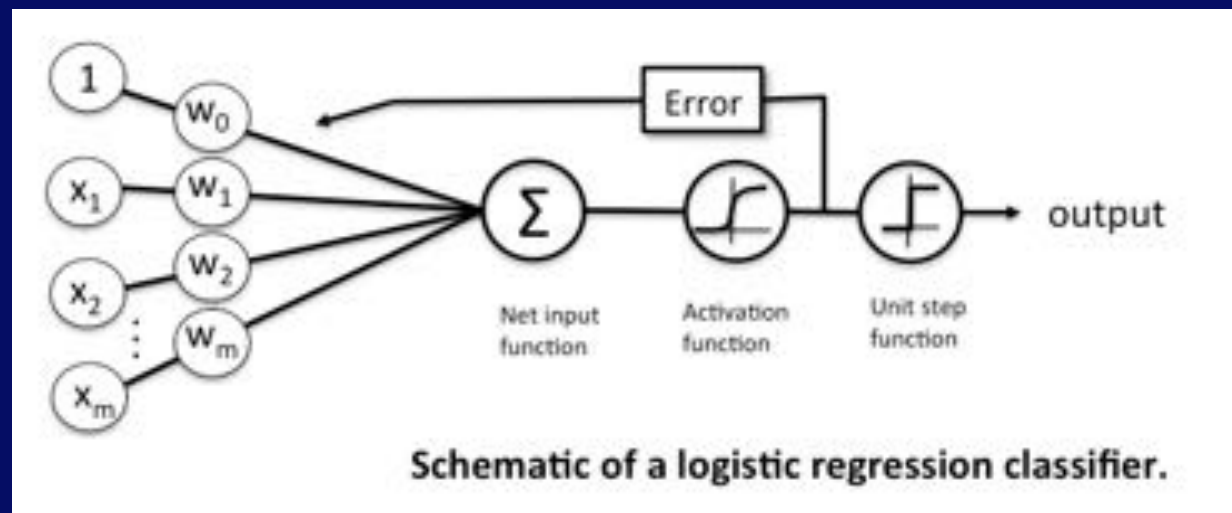 1
w₀
Error
x₁
w₁
Σ
output
x₂
w₂
⋮
wₘ
xₘ
Net input
function
Activation
function
Unit step
function
Schematic of a logistic regression classifier.